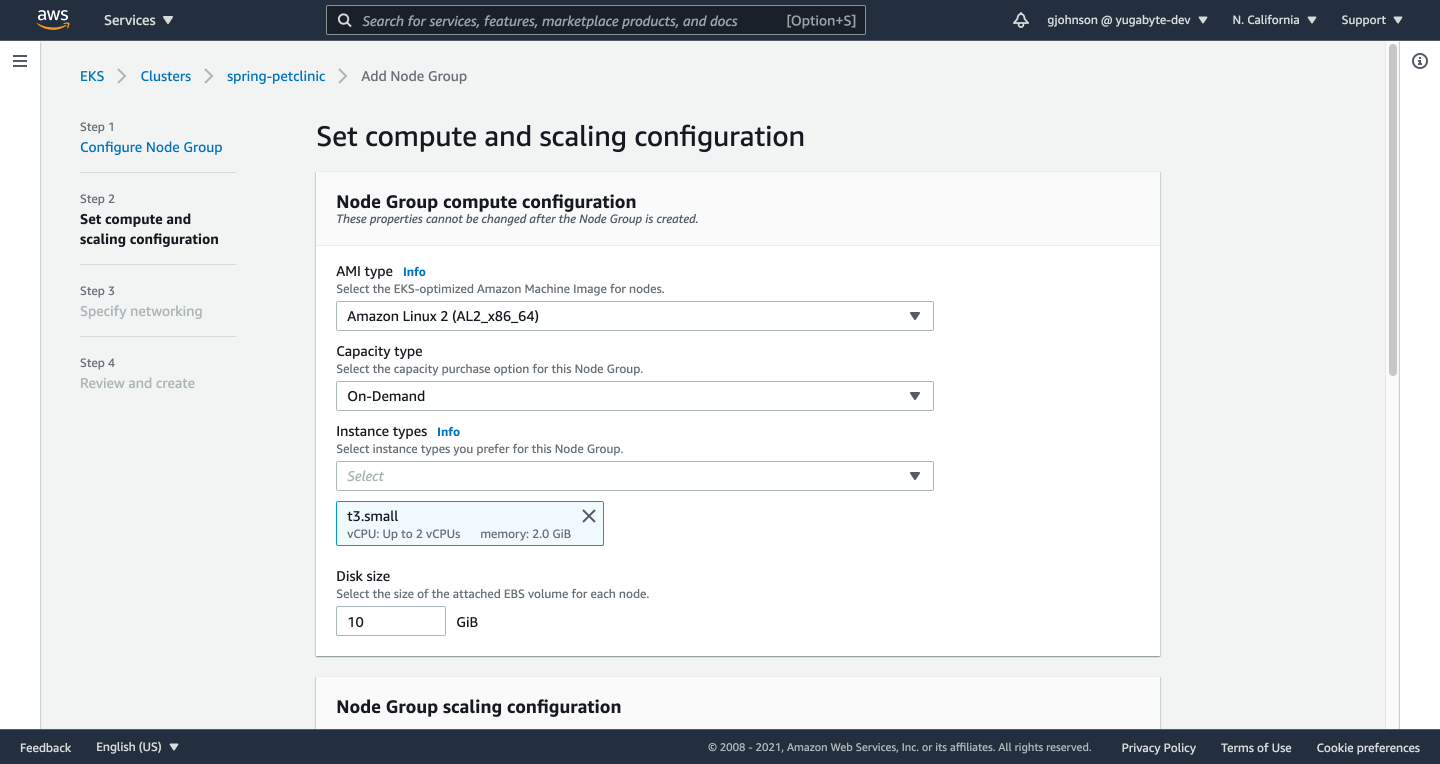 aws
Services
Search for services, features, marketplace products, and docs [Option+S]
gjohnson @ yugabyte-dev
N. California
Support
EKS
Clusters
spring-petclinic
Add Node Group
Step 1
Configure Node Group
Step 2
Set compute and
scaling configuration
Step 3
Specify networking
Step 4
Review and create
Set compute and scaling configuration
Node Group compute configuration
These properties cannot be changed after the Node Group is created.
AMI type Info
Select the EKS-optimized Amazon Machine Image for nodes.
Amazon Linux 2 (AL2_x86_64)
Capacity type
Select the capacity purchase option for this Node Group.
On-Demand
Instance types Info
Select instance types you prefer for this Node Group.
Select
t3.small
vCPU: Up to 2 vCPUs memory: 2.0 GiB
Disk size
Select the size of the attached EBS volume for each node.
10 GiB
Node Group scaling configuration
Feedback
English (US)
© 2008 - 2021, Amazon Web Services, Inc. or its affiliates. All rights reserved.
Privacy Policy
Terms of Use
Cookie preferences